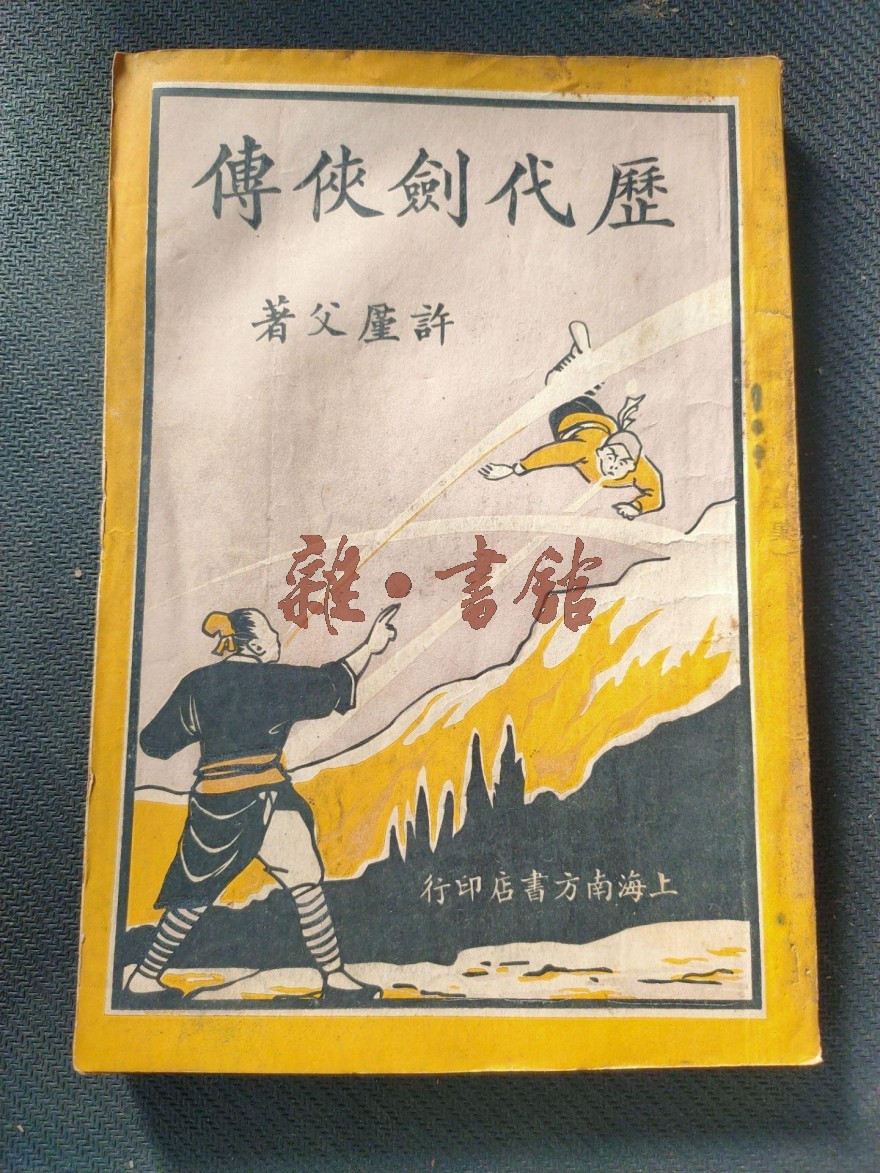 歷代劍俠傳
許廑父著
雜·書館
上海南方書店印行